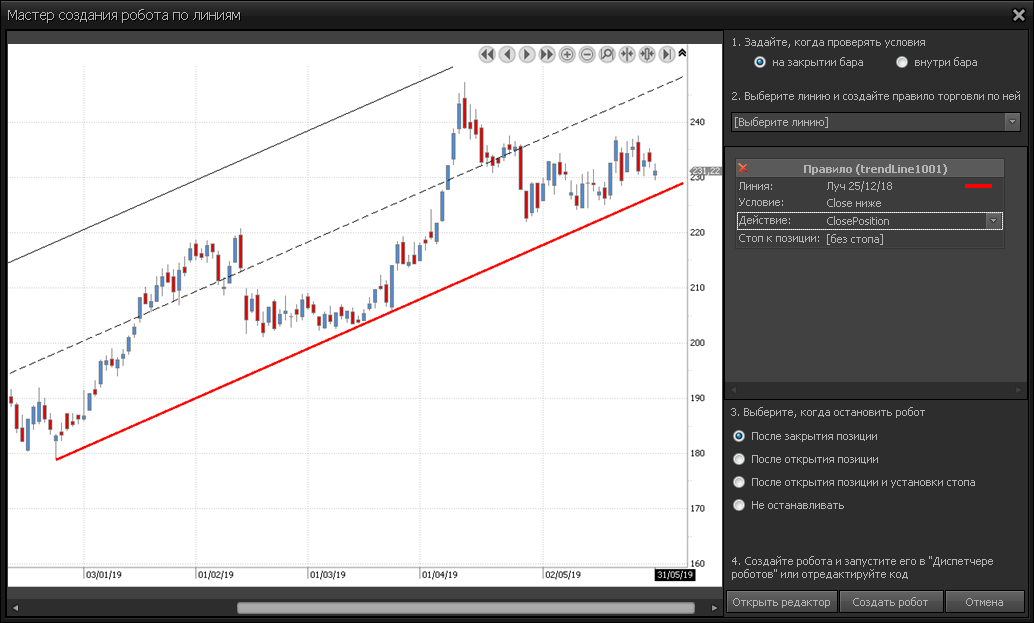 Мастер создания робота по линиям
1. Задайте, когда проверять условия
на закрытии бара
внутри бара
2. Выберите линию и создайте правило торговли по ней
[Выберите линию]
Правило (trendLine1001)
Линия: Луч 25/12/18
Условие: Close ниже
Действие: ClosePosition
Стоп к позиции: [без стопа]
3. Выберите, когда остановить робот
После закрытия позиции
После открытия позиции
После открытия позиции и установки стопа
Не останавливать
4. Создайте робота и запустите его в "Диспетчере
роботов" или отредактируйте код
Открыть редактор
Создать робот
Отмена
240
231,22
230
220
210
200
190
180
170
160
03/01/19
01/02/19
01/03/19
01/04/19
02/05/19
31/05/19